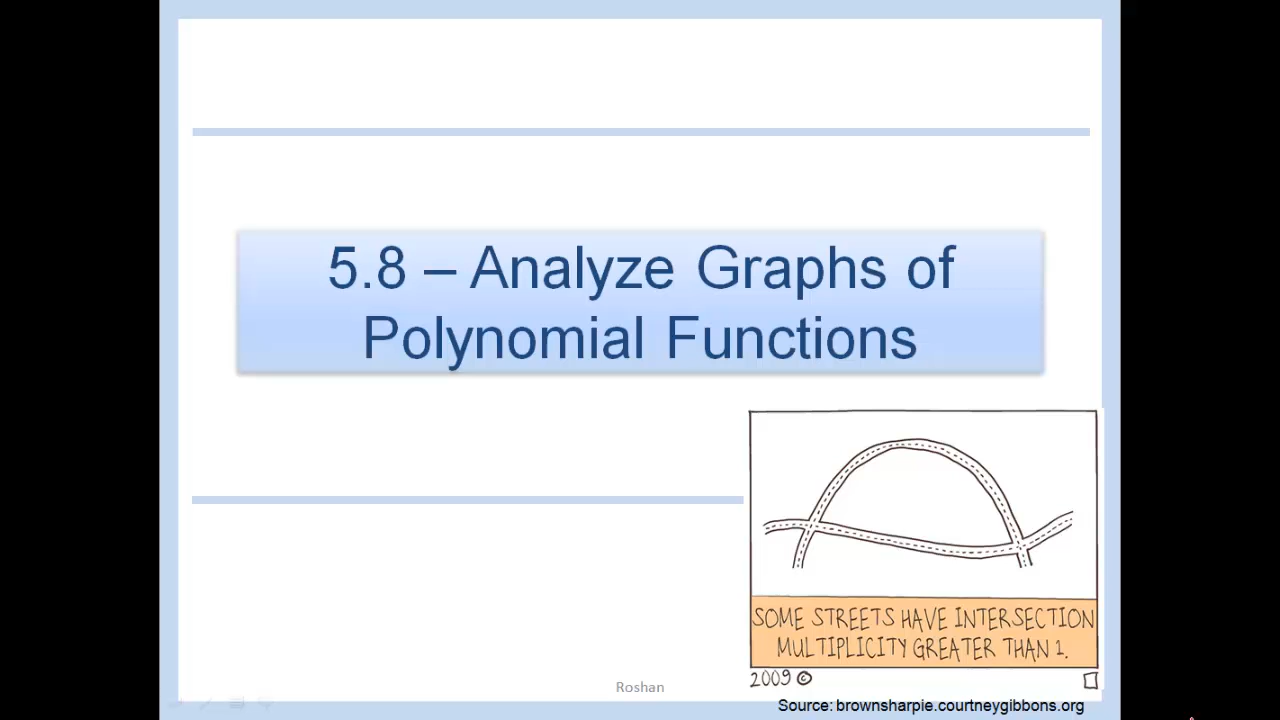 5.8 – Analyze Graphs of
Polynomial Functions
SOME STREETS HAVE INTERSECTION
MULTIPLICITY GREATER THAN 1.
2009 ©
Roshan
Source: brownsharpie.courtneygibbons.org